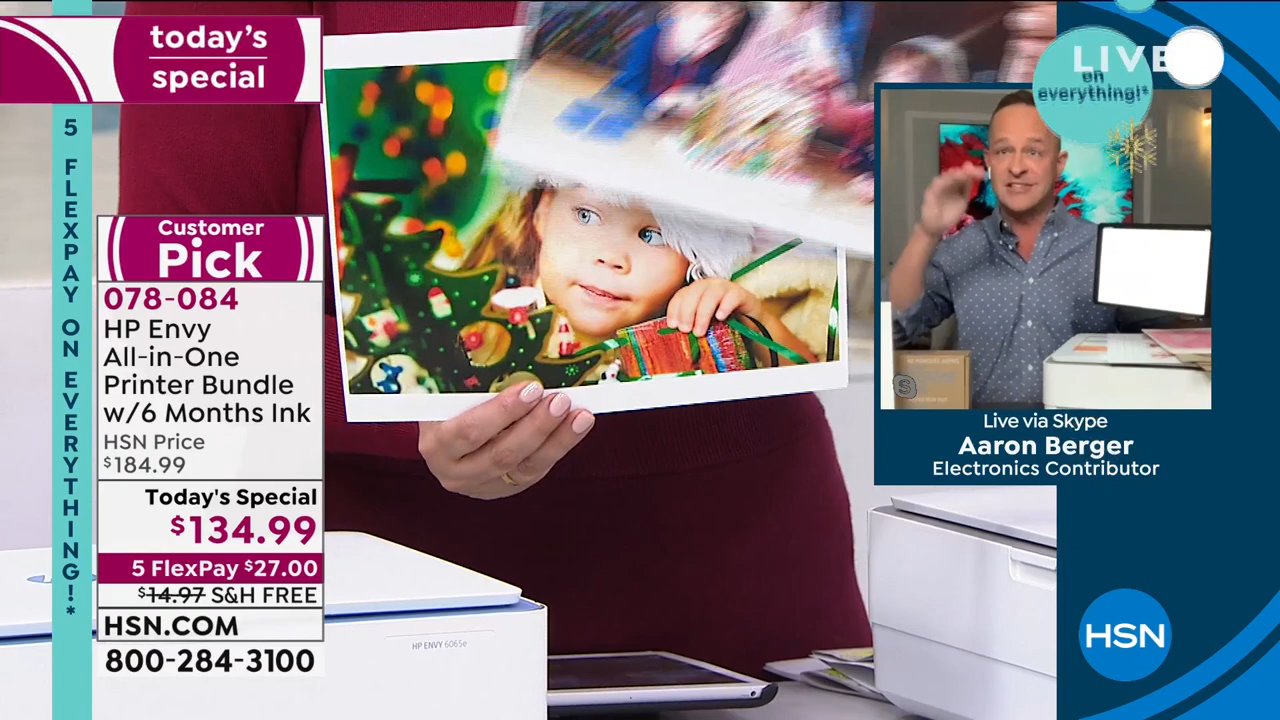 today's
special
5 FLEXPAY ON EVERYTHING!*
Customer
Pick
078-084
HP Envy
All-in-One
Printer Bundle
w/6 Months Ink
HSN Price
$184.99
Today's Special
$134.99
5 FlexPay $27.00
$14.97 S&H FREE
HSN.COM
800-284-3100
HP ENVY 6065e
LIVE
on
everything!*
Live via Skype
Aaron Berger
Electronics Contributor
HSN